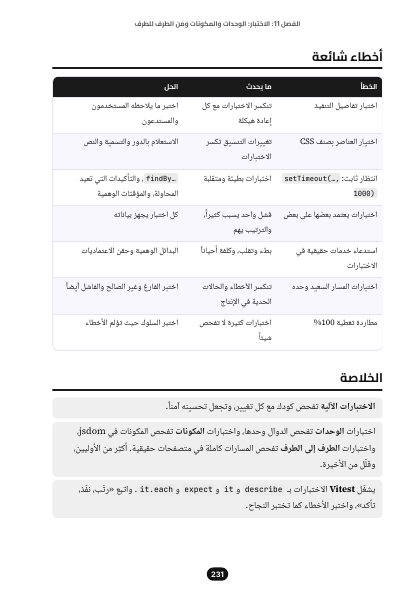 الفصل 11: الاختبار: الوحدات والمكونات ومن الطرف للطرف
أخطاء شائعة
الخطأ ما يحدث الحل
اختبار تفاصيل التنفيذ تنكسر الاختبارات مع كل اختبر ما يلاحظه المستخدمون
إعادة هيكلة والمستدعون
اختبار العناصر بصنف CSS تغييرات التنسيق تكسر الاستعلام بالدور والتسمية والنص
الاختبارات
انتظار ثابت: setTimeout(…, اختبارات بطيئة ومتقلبة findBy…، والتأكيدات التي تعيد
1000) المحاولة، والمؤقتات الوهمية
اختبارات يعتمد بعضها على بعض فشل واحد يسبب كثيراً، كل اختبار يجهز بياناته
والترتيب يهم
استدعاء خدمات حقيقية في بطء وتقلب، وكلفة أحياناً البدائل الوهمية وحقن الاعتماديات
الاختبارات
اختبارات المسار السعيد وحده تنكسر الأخطاء والحالات اختبر الفارغ وغير الصالح والفاشل أيضاً
الحدية في الإنتاج
مطاردة تغطية 100% اختبارات كثيرة لا تفحص اختبر السلوك حيث تؤلم الأخطاء
شيئاً
الخلاصة
الاختبارات الآلية تفحص كودك مع كل تغيير، وتجعل تحسينه آمناً.
اختبارات الوحدات تفحص الدوال وحدها، واختبارات المكونات تفحص المكونات في jsdom،
واختبارات الطرف إلى الطرف تفحص المسارات كاملة في متصفحات حقيقية. أكثر من الأوليين،
وقلّل من الأخيرة.
يشغّل Vitest الاختبارات بـ describe و it و expect و it.each. واتبع «رتّب، نفّذ،
تأكد»، واختبر الأخطاء كما تختبر النجاح.
231